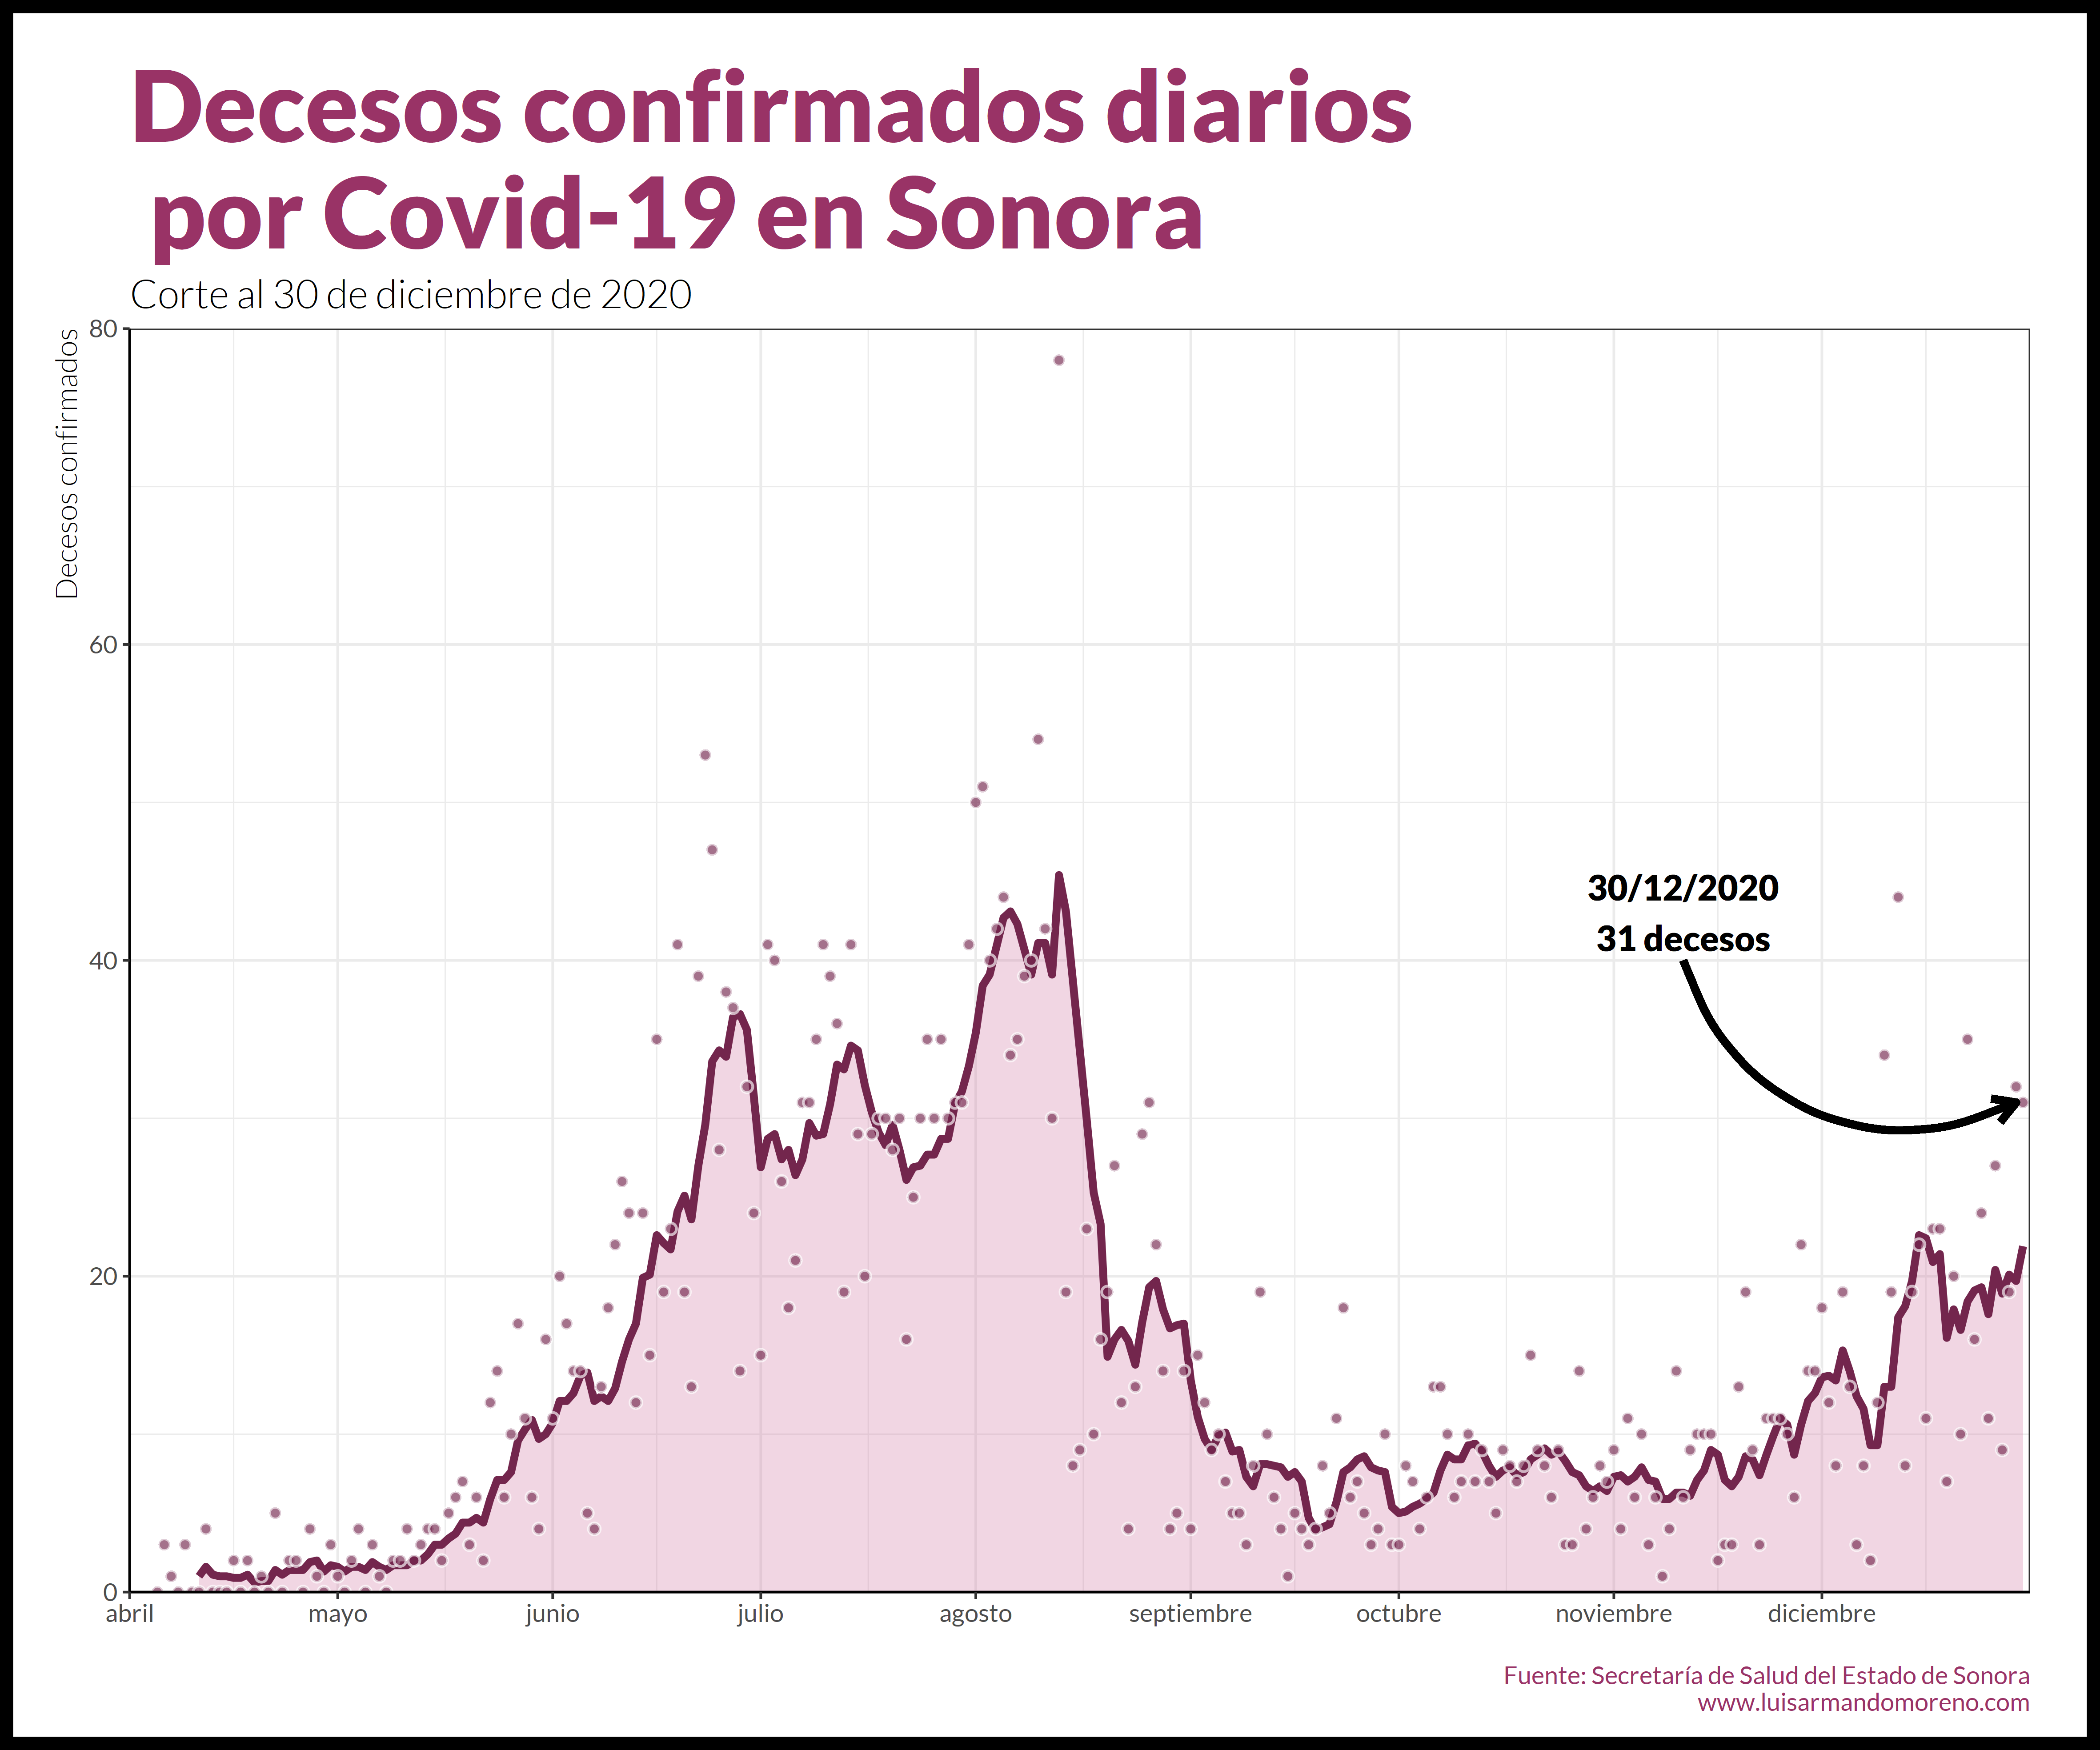 Decesos confirmados diarios
por Covid-19 en Sonora
Corte al 30 de diciembre de 2020
Decesos confirmados
80
60
40
20
0
30/12/2020
31 decesos
abril mayo junio julio agosto septiembre octubre noviembre diciembre
Fuente: Secretaría de Salud del Estado de Sonora
www.luisarmandomoreno.com